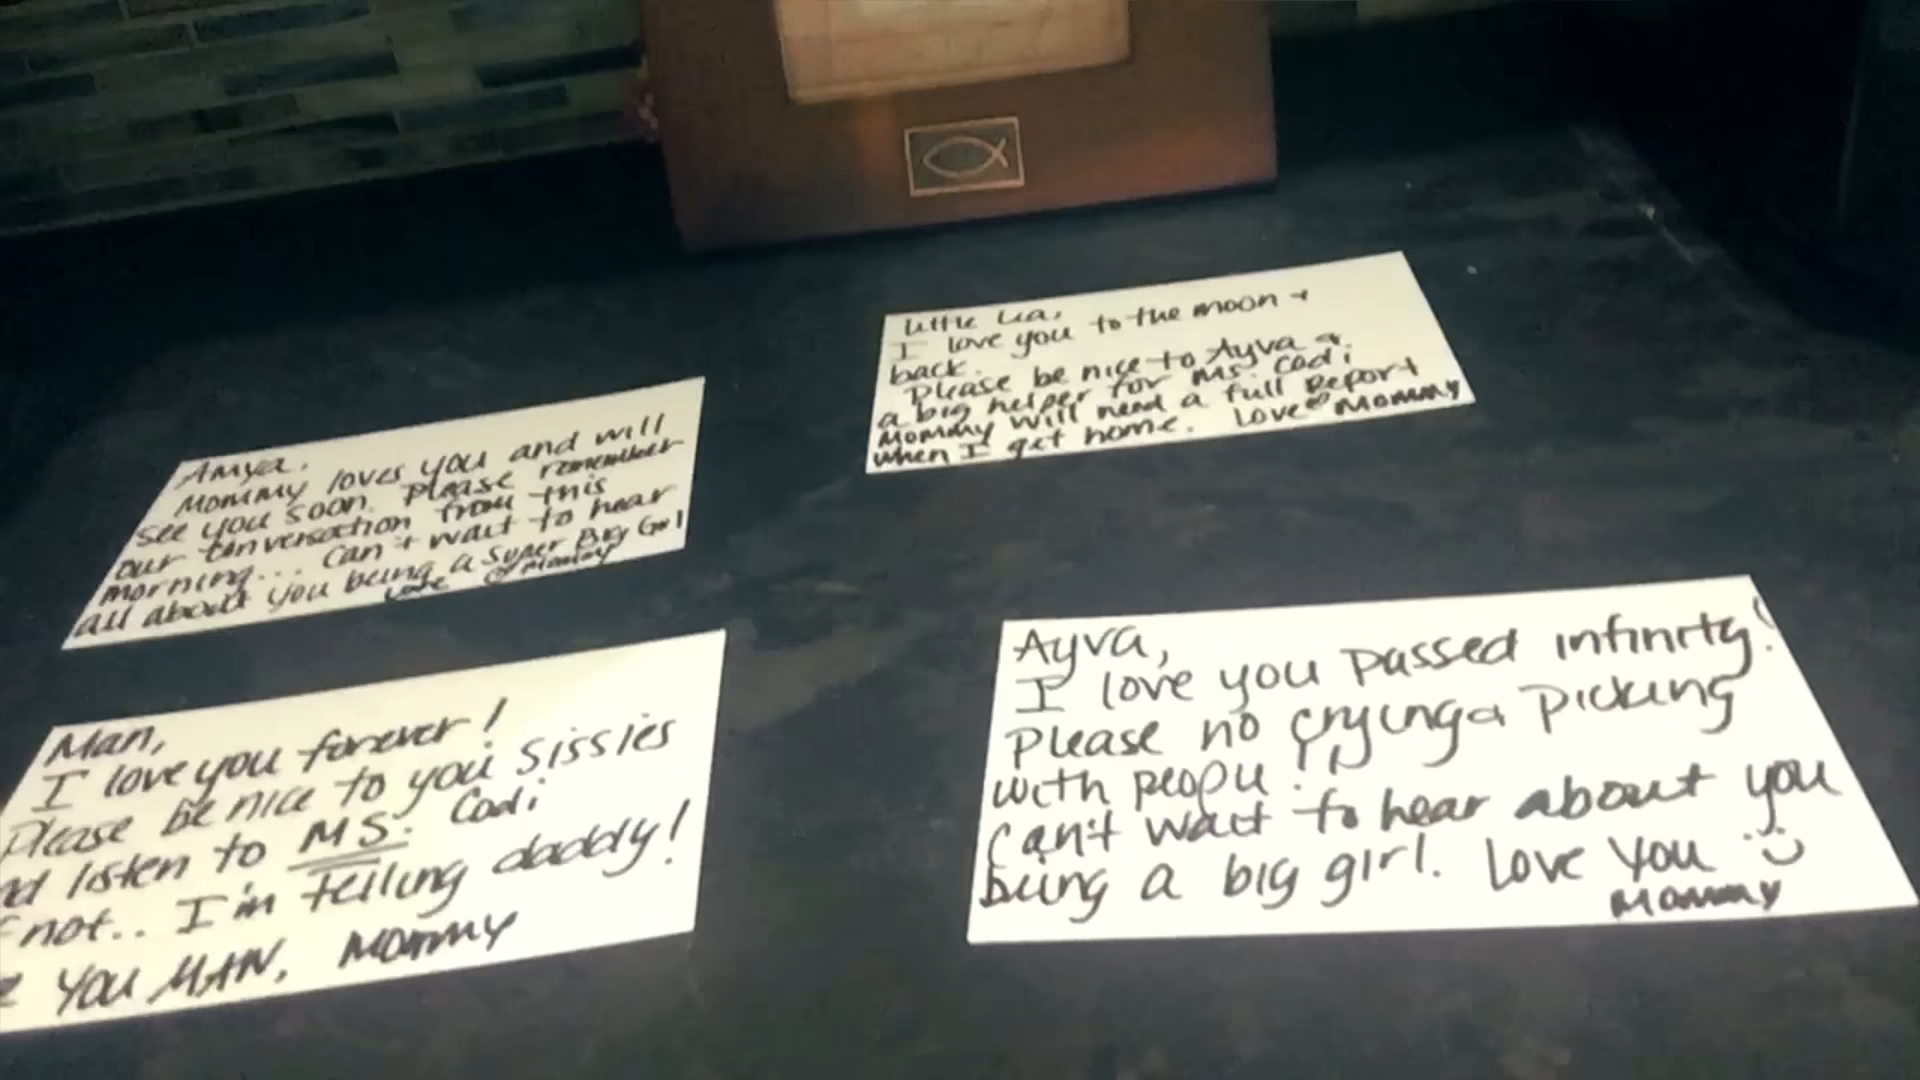 Amya,
Mommy loves you and will
see you soon. Please remember
our conversation from this
morning... Can't wait to hear
all about you being a Super Big Girl
Love Mommy
Little Lia,
I love you to the moon +
back.
Please be nice to Ayva &
a big helper for Ms. Codi
Mommy will need a full Report
when I get home. Love Mommy
Man,
I love you forever!
Please be nice to you sissies
nd listen to MS. Codi
f not.. I'm telling daddy!
YOU MAN, Mommy
Ayva,
I love you passed infinity!
Please no crying & picking
with people!!
Can't wait to hear about you
being a big girl. Love You
Mommy